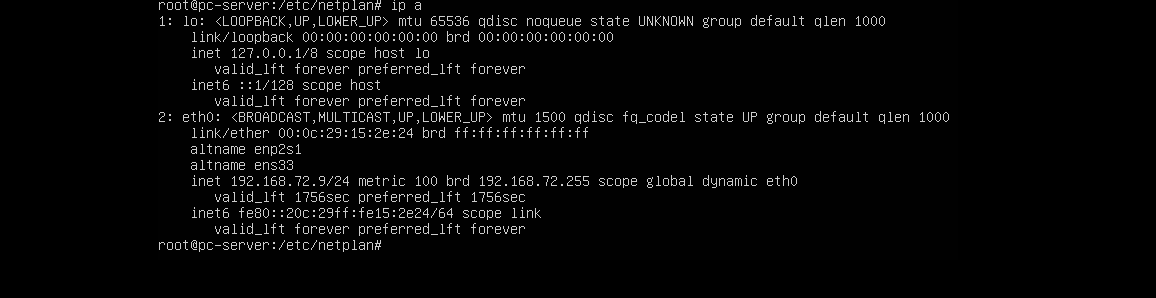 root@pc-server:/etc/netplan# ip a
1: lo: <LOOPBACK,UP,LOWER_UP> mtu 65536 qdisc noqueue state UNKNOWN group default qlen 1000
link/loopback 00:00:00:00:00:00 brd 00:00:00:00:00:00
inet 127.0.0.1/8 scope host lo
valid_lft forever preferred_lft forever
inet6 ::1/128 scope host
valid_lft forever preferred_lft forever
2: eth0: <BROADCAST,MULTICAST,UP,LOWER_UP> mtu 1500 qdisc fq_codel state UP group default qlen 1000
link/ether 00:0c:29:15:2e:24 brd ff:ff:ff:ff:ff:ff
altname enp2s1
altname ens33
inet 192.168.72.9/24 metric 100 brd 192.168.72.255 scope global dynamic eth0
valid_lft 1756sec preferred_lft 1756sec
inet6 fe80::20c:29ff:fe15:2e24/64 scope link
valid_lft forever preferred_lft forever
root@pc-server:/etc/netplan#